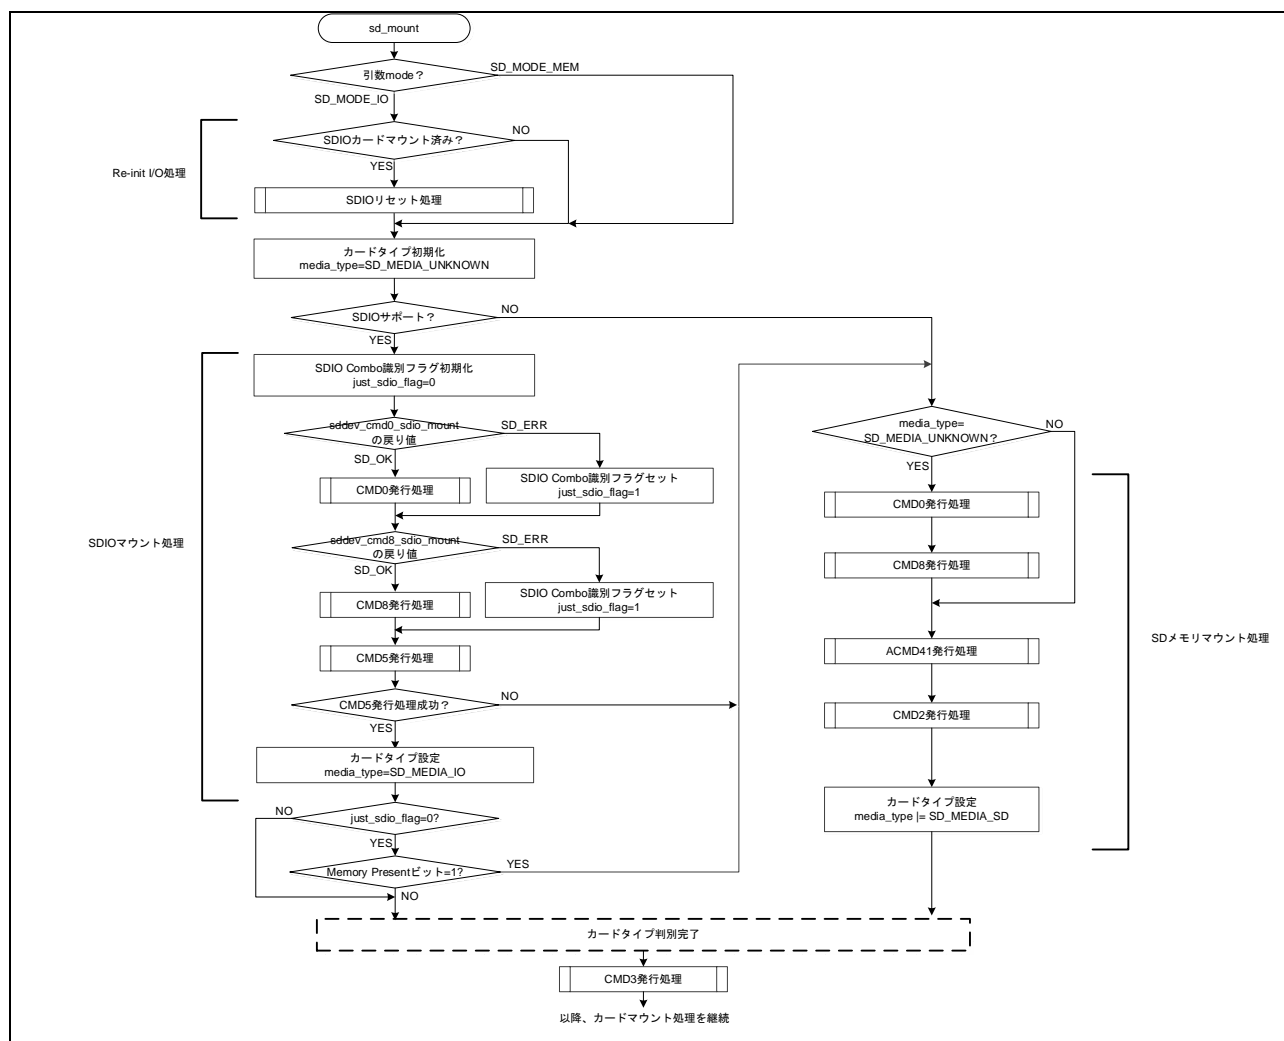 sd_mount
引数mode？
SD_MODE_MEM
SD_MODE_IO
SDIOカードマウント済み？
NO
YES
Re-init I/O処理
SDIOリセット処理
カードタイプ初期化
media_type=SD_MEDIA_UNKNOWN
SDIOサポート？
NO
YES
SDIO Combo識別フラグ初期化
just_sdio_flag=0
sddev_cmd0_sdio_mount
の戻り値
SD_ERR
SD_OK
CMD0発行処理
SDIO Combo識別フラグセット
just_sdio_flag=1
SDIOマウント処理
sddev_cmd8_sdio_mount
の戻り値
SD_ERR
SD_OK
CMD8発行処理
SDIO Combo識別フラグセット
just_sdio_flag=1
CMD5発行処理
CMD5発行処理成功？
NO
YES
カードタイプ設定
media_type=SD_MEDIA_IO
NO
just_sdio_flag=0?
YES
Memory Presentビット=1?
YES
NO
media_type=
SD_MEDIA_UNKNOWN？
NO
YES
CMD0発行処理
CMD8発行処理
SDメモリマウント処理
ACMD41発行処理
CMD2発行処理
カードタイプ設定
media_type |= SD_MEDIA_SD
カードタイプ判別完了
CMD3発行処理
以降、カードマウント処理を継続